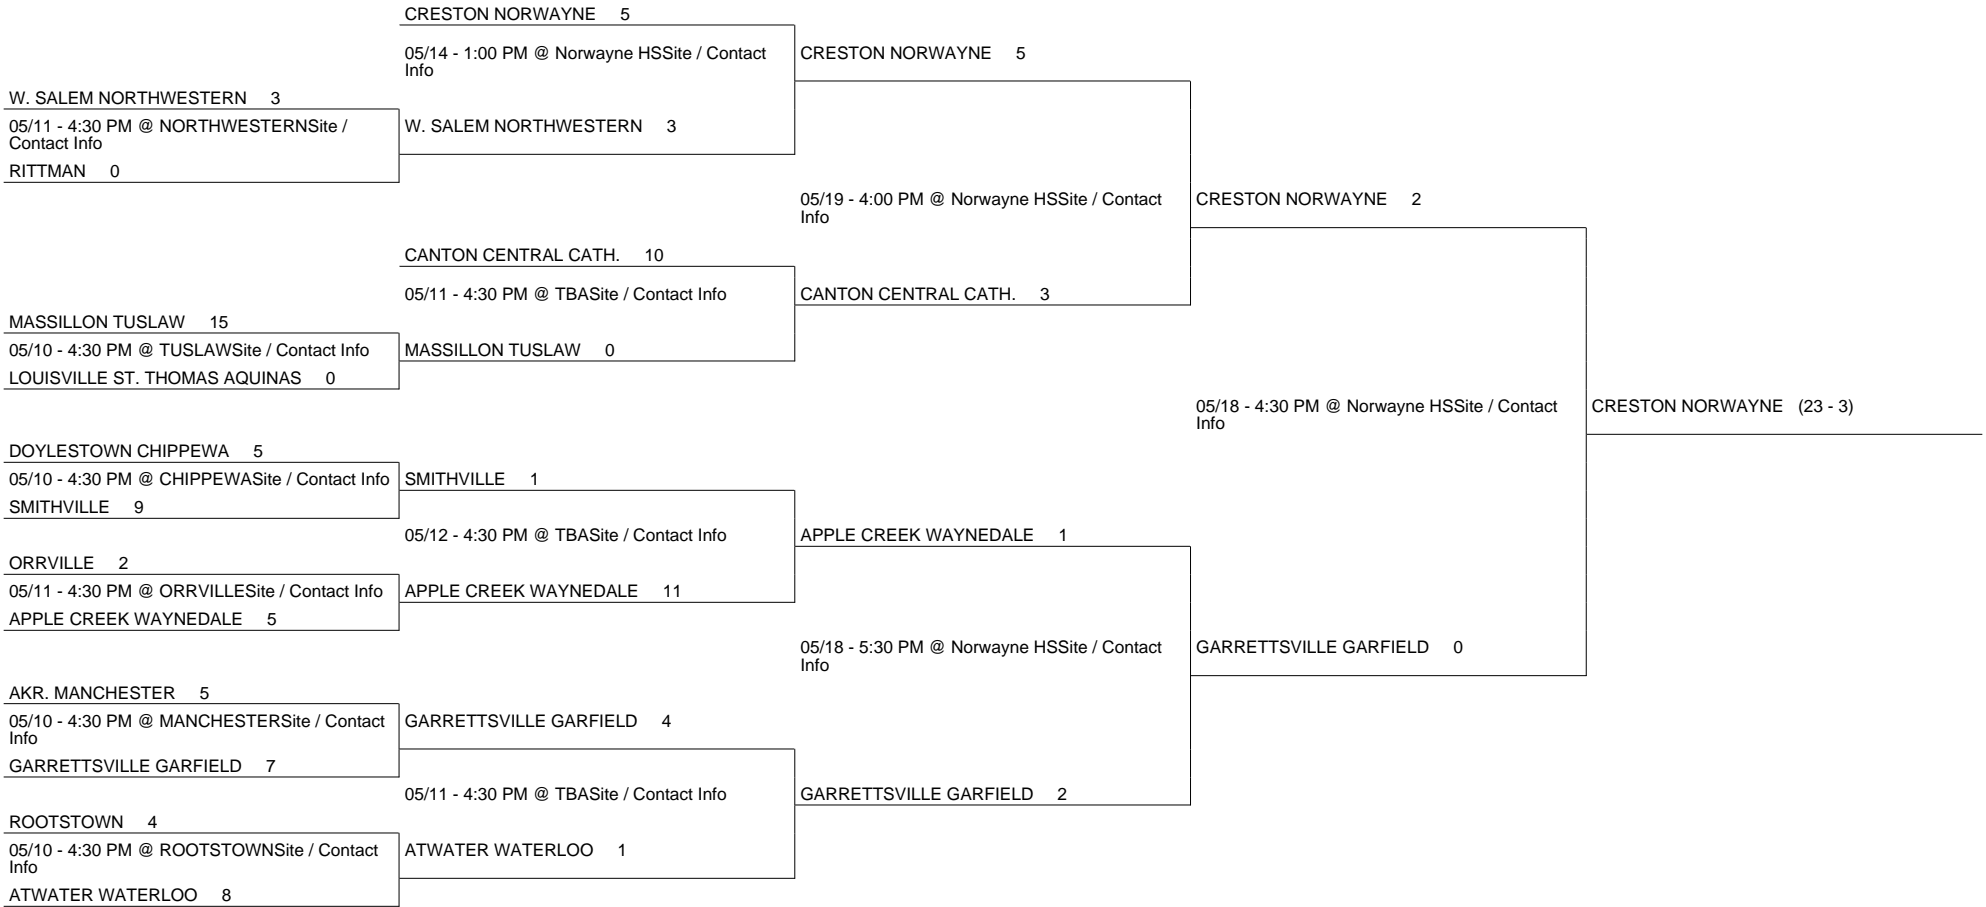 CRESTON NORWAYNE 5
05/14 - 1:00 PM @ Norwayne HSSite / Contact
Info
CRESTON NORWAYNE 5
W. SALEM NORTHWESTERN 3
05/11 - 4:30 PM @ NORTHWESTERNSite /
Contact Info
RITTMAN 0
W. SALEM NORTHWESTERN 3
05/19 - 4:00 PM @ Norwayne HSSite / Contact
Info
CRESTON NORWAYNE 2
CANTON CENTRAL CATH. 10
05/11 - 4:30 PM @ TBASite / Contact Info
CANTON CENTRAL CATH. 3
MASSILLON TUSLAW 15
05/10 - 4:30 PM @ TUSLAWSite / Contact Info
LOUISVILLE ST. THOMAS AQUINAS 0
MASSILLON TUSLAW 0
05/18 - 4:30 PM @ Norwayne HSSite / Contact
Info
CRESTON NORWAYNE (23 - 3)
DOYLESTOWN CHIPPEWA 5
05/10 - 4:30 PM @ CHIPPEWASite / Contact Info
SMITHVILLE 9
SMITHVILLE 1
05/12 - 4:30 PM @ TBASite / Contact Info
APPLE CREEK WAYNEDALE 1
ORRVILLE 2
05/11 - 4:30 PM @ ORRVILLESite / Contact Info
APPLE CREEK WAYNEDALE 5
APPLE CREEK WAYNEDALE 11
05/18 - 5:30 PM @ Norwayne HSSite / Contact
Info
GARRETTSVILLE GARFIELD 0
AKR. MANCHESTER 5
05/10 - 4:30 PM @ MANCHESTERSite / Contact
Info
GARRETTSVILLE GARFIELD 7
GARRETTSVILLE GARFIELD 4
05/11 - 4:30 PM @ TBASite / Contact Info
GARRETTSVILLE GARFIELD 2
ROOTSTOWN 4
05/10 - 4:30 PM @ ROOTSTOWNSite / Contact
Info
ATWATER WATERLOO 8
ATWATER WATERLOO 1